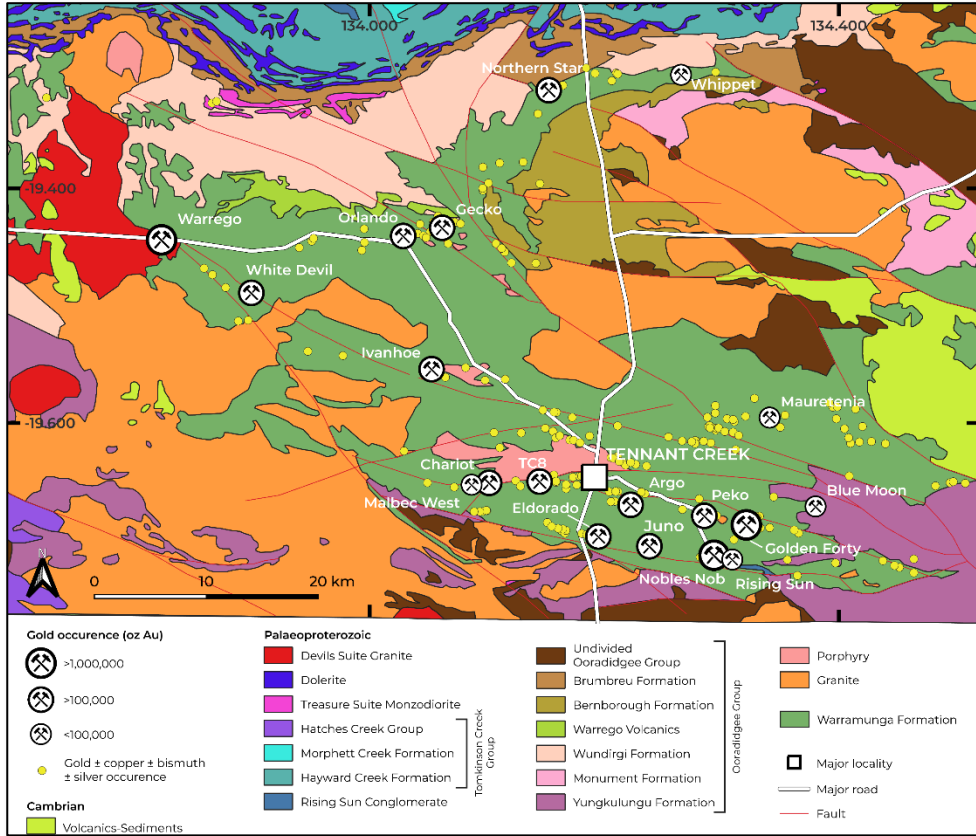 134.000
134.400
Northern Star
Whippet
-19.400
Warrego
Orlando
Gecko
White Devil
Ivanhoe
Mauretenia
-19.600
TENNANT CREEK
Chariot
TC8
Argo
Malbec West
Eldorado
Peko
Blue Moon
Juno
Golden Forty
Nobles Nob
Rising Sun
N
0 10 20 km
Gold occurence (oz Au)
>1,000,000
>100,000
<100,000
Gold ± copper ± bismuth
± silver occurence
Cambrian
Volcanics-Sediments
Palaeoproterozoic
Devils Suite Granite
Dolerite
Treasure Suite Monzodiorite
Hatches Creek Group
Morphett Creek Formation
Hayward Creek Formation
Rising Sun Conglomerate
Tomkinson Creek
Group
Undivided
Ooradidgee Group
Brumbreu Formation
Bernborough Formation
Warrego Volcanics
Wundirgi Formation
Monument Formation
Yungkulungu Formation
Ooradidgee Group
Porphyry
Granite
Warramunga Formation
Major locality
Major road
Fault